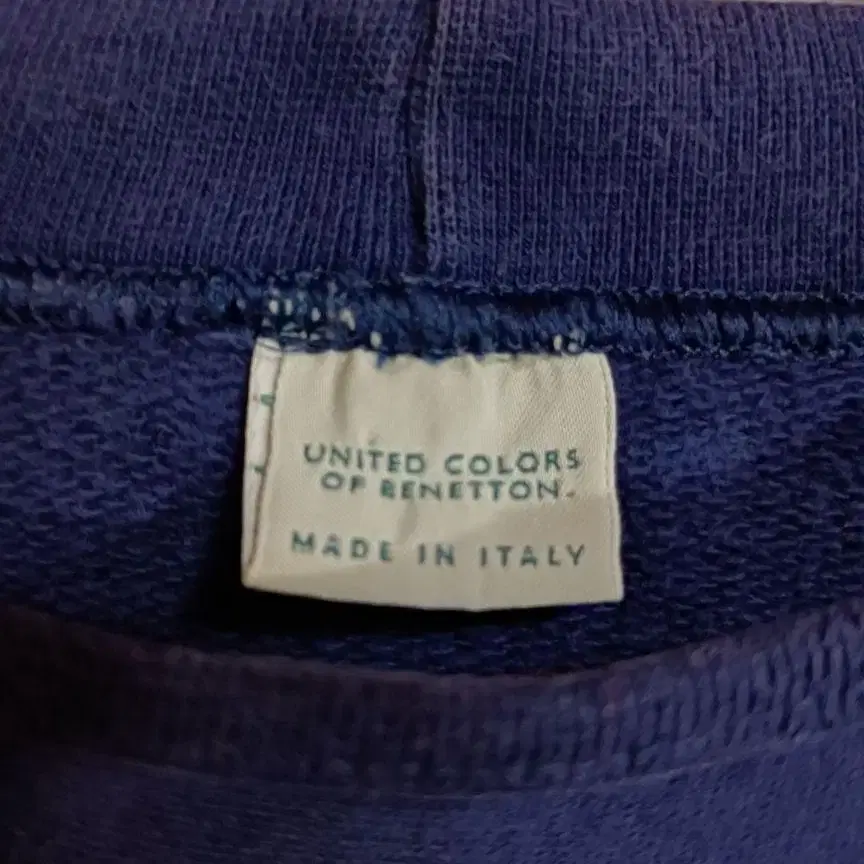 UNITED COLORS
OF BENETTON.
MADE IN ITALY